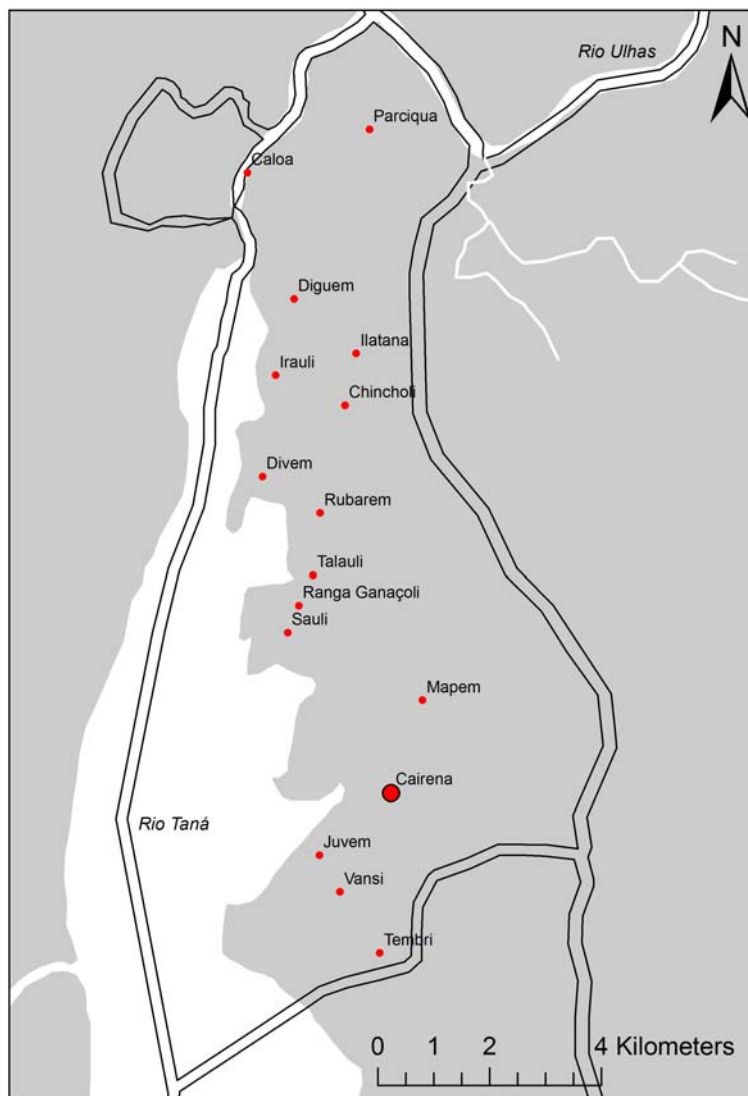 Rio Ulhas
N
Parciqua
Caloa
Diguem
Ilatana
Irauli
Chincholi
Divem
Rubarem
Talauli
Ranga Ganaçoli
Sauli
Mapem
Cairena
Rio Taná
Juvem
Vansi
Tembri
0 1 2 4 Kilometers